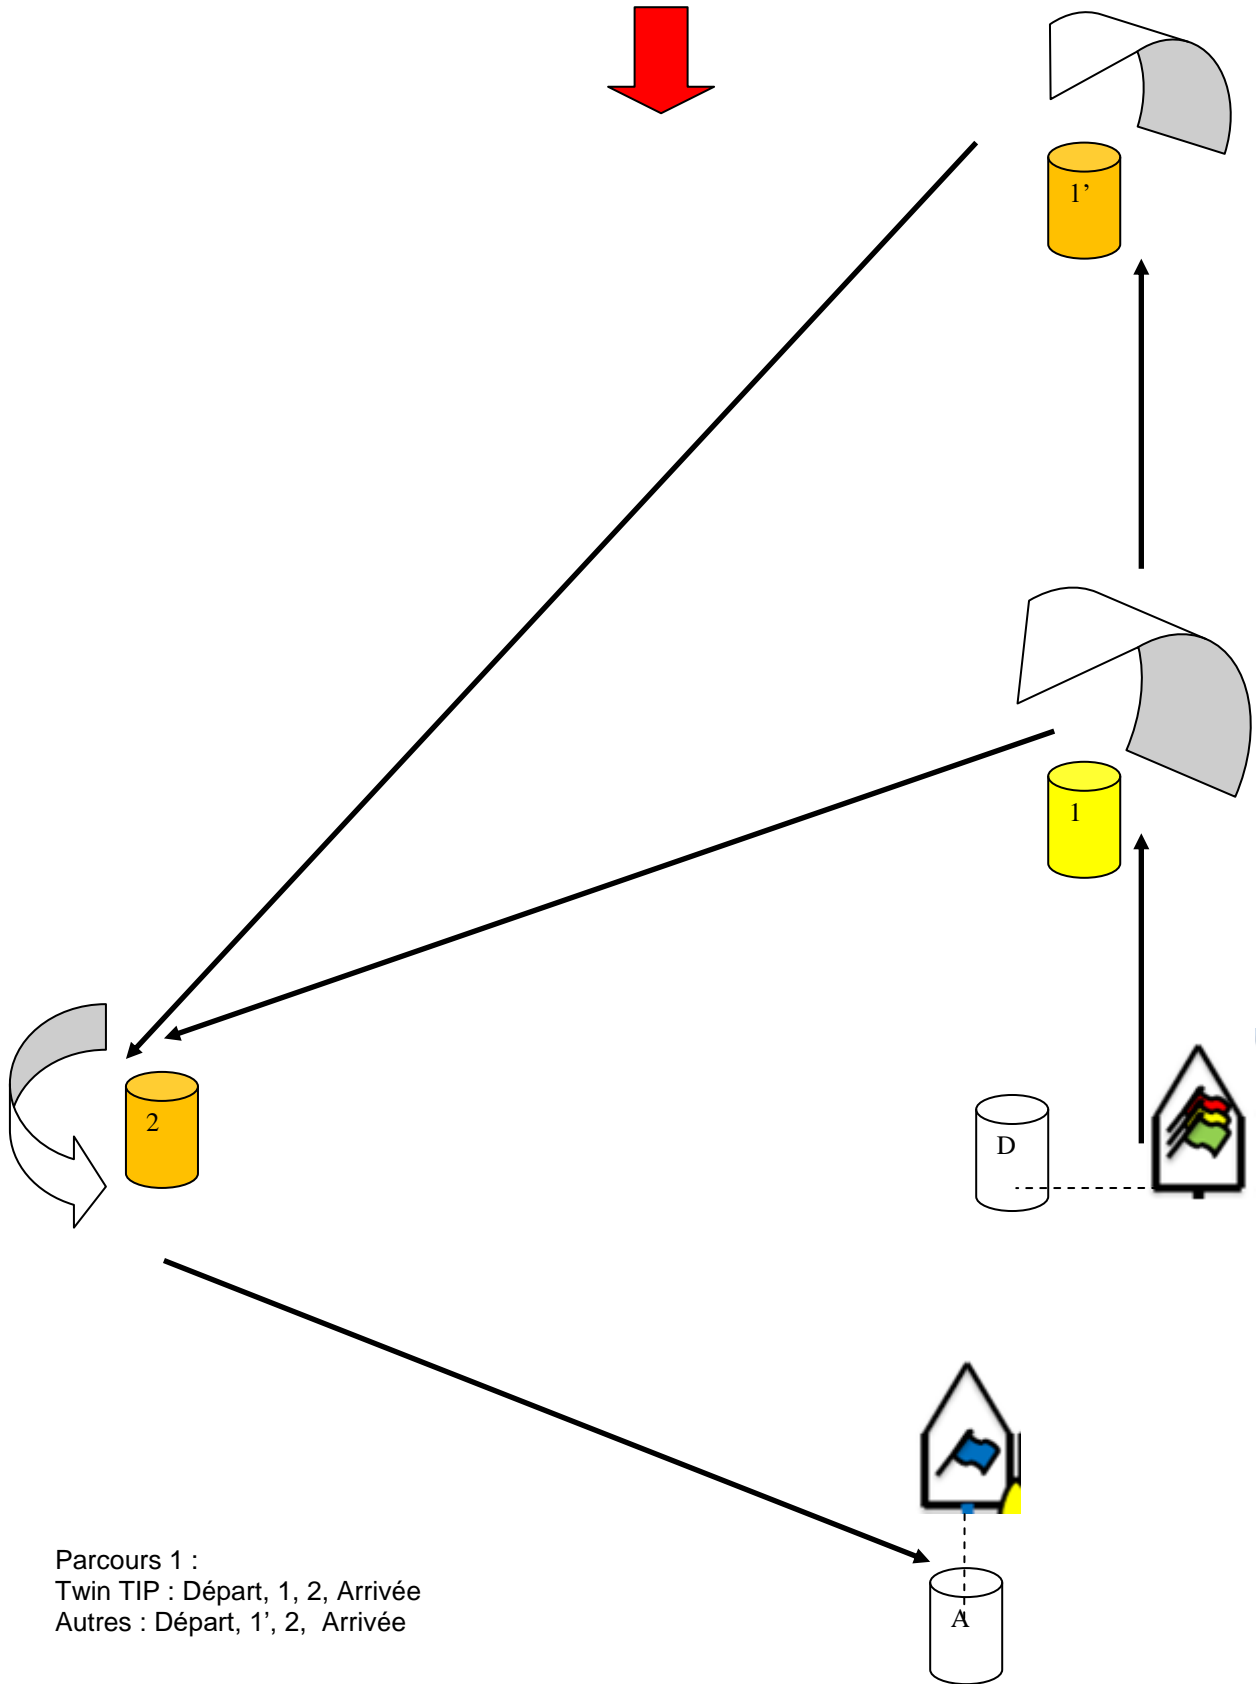 1’
1
2
D
A
Parcours 1 :
Twin TIP : Départ, 1, 2, Arrivée
Autres : Départ, 1’, 2, Arrivée